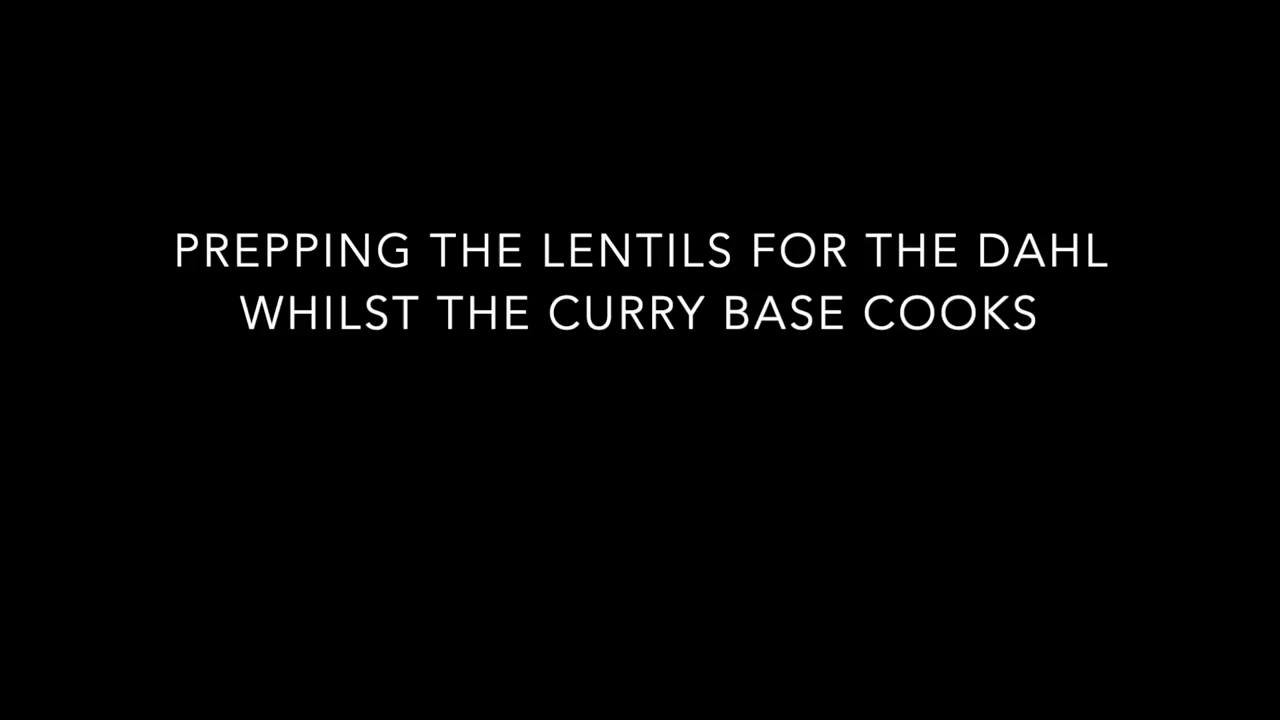 PREPPING THE LENTILS FOR THE DAHL
WHILST THE CURRY BASE COOKS